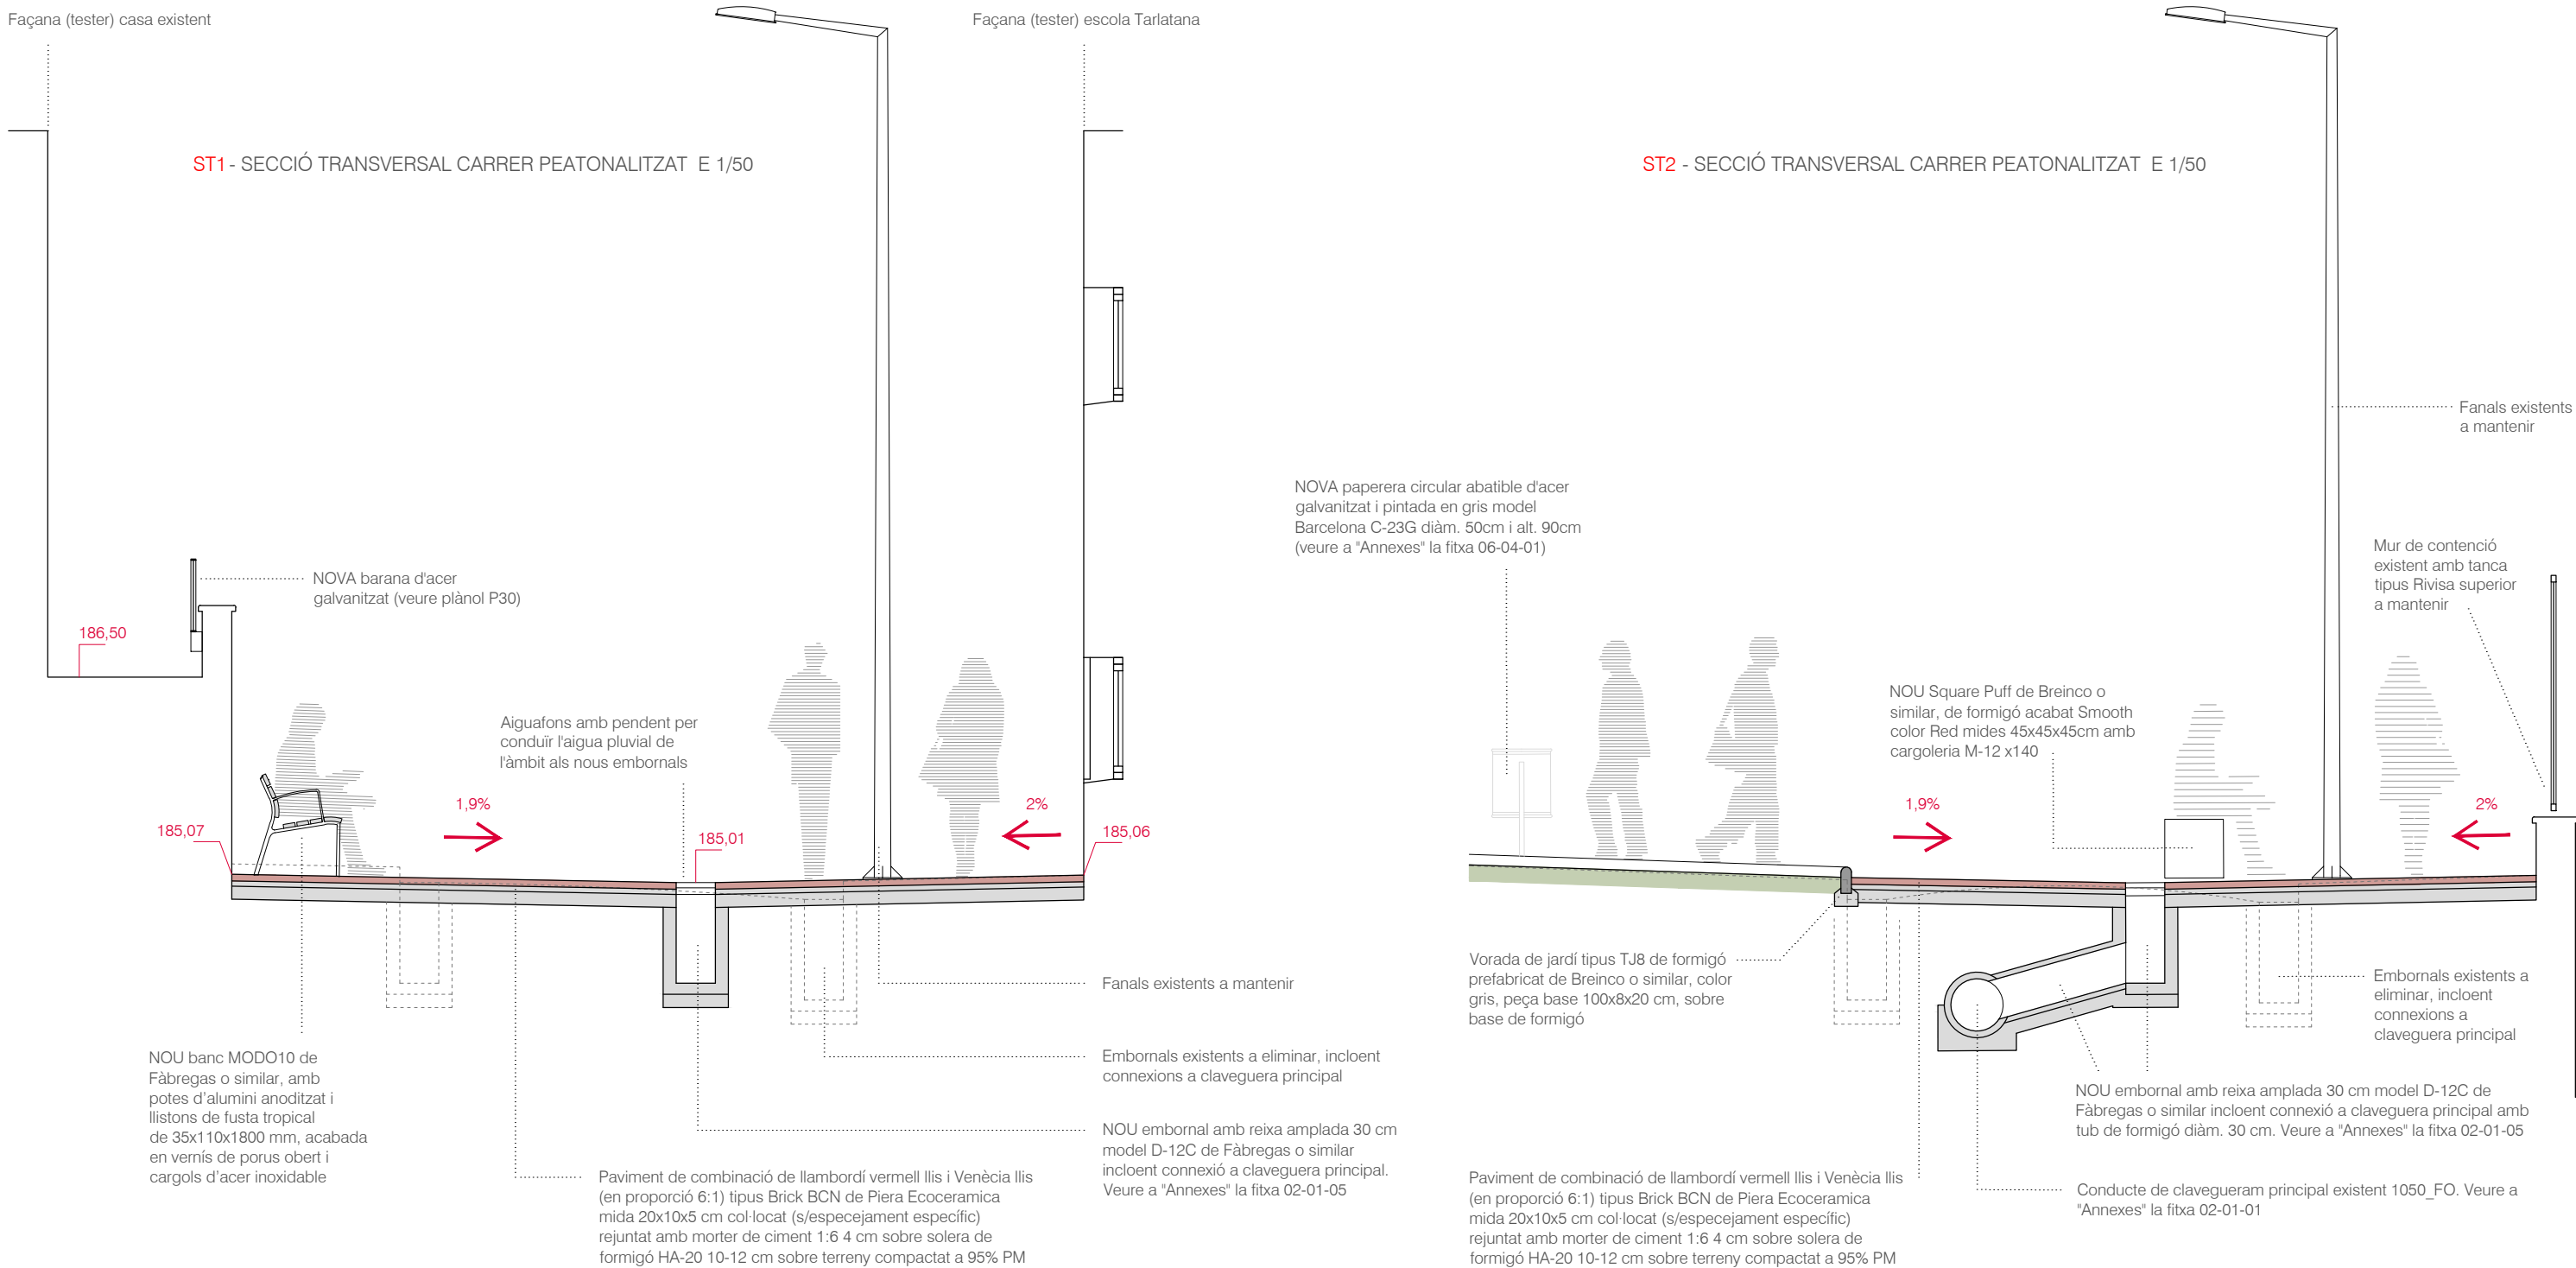 Façana (tester) casa existent
Façana (tester) escola Tarlatana
ST1 - SECCIÓ TRANSVERSAL CARRER PEATONALITZAT E 1/50
NOVA barana d'acer
galvanitzat (veure plànol P30)
186,50
Aiguafons amb pendent per
conduïr l'aigua pluvial de
l'àmbit als nous embornals
1,9%
2%
185,07
185,01
185,06
Fanals existents a mantenir
NOU banc MODO10 de
Fàbregas o similar, amb
potes d'alumini anoditzat i
llistons de fusta tropical
de 35x110x1800 mm, acabada
en vernís de porus obert i
cargols d'acer inoxidable
Embornals existents a eliminar, incloent
connexions a claveguera principal
NOU embornal amb reixa amplada 30 cm
model D-12C de Fàbregas o similar
incloent connexió a claveguera principal.
Veure a "Annexes" la fitxa 02-01-05
Paviment de combinació de llambordí vermell llis i Venècia llis
(en proporció 6:1) tipus Brick BCN de Piera Ecoceramica
mida 20x10x5 cm col·locat (s/especejament específic)
rejuntat amb morter de ciment 1:6 4 cm sobre solera de
formigó HA-20 10-12 cm sobre terreny compactat a 95% PM
ST2 - SECCIÓ TRANSVERSAL CARRER PEATONALITZAT E 1/50
Fanals existents
a mantenir
NOVA paperera circular abatible d'acer
galvanitzat i pintada en gris model
Barcelona C-23G diàm. 50cm i alt. 90cm
(veure a "Annexes" la fitxa 06-04-01)
Mur de contenció
existent amb tanca
tipus Rivisa superior
a mantenir
NOU Square Puff de Breinco o
similar, de formigó acabat Smooth
color Red mides 45x45x45cm amb
cargoleria M-12 x140
1,9%
2%
Vorada de jardí tipus TJ8 de formigó
prefabricat de Breinco o similar, color
gris, peça base 100x8x20 cm, sobre
base de formigó
Embornals existents a
eliminar, incloent
connexions a
claveguera principal
NOU embornal amb reixa amplada 30 cm model D-12C de
Fàbregas o similar incloent connexió a claveguera principal amb
tub de formigó diàm. 30 cm. Veure a "Annexes" la fitxa 02-01-05
Paviment de combinació de llambordí vermell llis i Venècia llis
(en proporció 6:1) tipus Brick BCN de Piera Ecoceramica
mida 20x10x5 cm col·locat (s/especejament específic)
rejuntat amb morter de ciment 1:6 4 cm sobre solera de
formigó HA-20 10-12 cm sobre terreny compactat a 95% PM
Conducte de clavegueram principal existent 1050_FO. Veure a
"Annexes" la fitxa 02-01-01